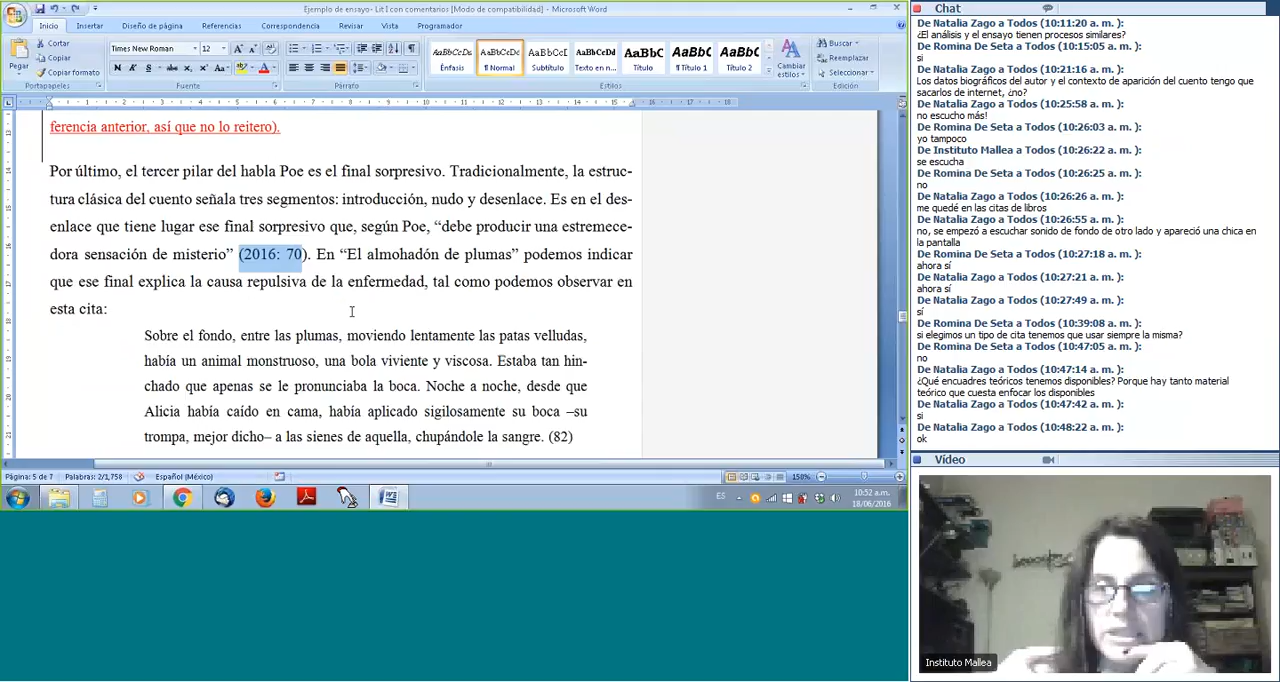 Ejemplo de ensayo- Lit I con comentarios [Modo de compatibilidad] - Microsoft Word
Inicio Insertar Diseño de página Referencias Correspondencia Revisar Vista Programador
Pegar
Cortar
Copiar
Copiar formato
Portapapeles
Times New Roman 12
N K S abe X₂ X² Aa
Fuente
Párrafo
AaBbCcDc AaBbCcDc AaBbCcI AaBbCcDd AaBbC AaBbC AaBbC
Énfasis ¶ Normal Subtítulo Texto en n... Título ¶ Título 1 Título 2
Cambiar estilos
Estilos
Buscar
Reemplazar
Seleccionar
Edición
ferencia anterior, así que no lo reitero).
Por último, el tercer pilar del habla Poe es el final sorpresivo. Tradicionalmente, la estruc-
tura clásica del cuento señala tres segmentos: introducción, nudo y desenlace. Es en el des-
enlace que tiene lugar ese final sorpresivo que, según Poe, “debe producir una estremece-
dora sensación de misterio” (2016: 70). En “El almohadón de plumas” podemos indicar
que ese final explica la causa repulsiva de la enfermedad, tal como podemos observar en
esta cita:
Sobre el fondo, entre las plumas, moviendo lentamente las patas velludas,
había un animal monstruoso, una bola viviente y viscosa. Estaba tan hin-
chado que apenas se le pronunciaba la boca. Noche a noche, desde que
Alicia había caído en cama, había aplicado sigilosamente su boca –su
trompa, mejor dicho– a las sienes de aquella, chupándole la sangre. (82)
Página: 5 de 7 Palabras: 2/1,758 Español (México) 150%
ES 10:52 a.m.
18/06/2016
Chat
De Natalia Zago a Todos (10:11:20 a. m. ):
¿El análisis y el ensayo tienen procesos similares?
De Romina De Seta a Todos (10:15:05 a. m. ):
si
De Natalia Zago a Todos (10:21:16 a. m. ):
Los datos biográficos del autor y el contexto de aparición del cuento tengo que
sacarlos de internet, ¿no?
De Natalia Zago a Todos (10:25:58 a. m. ):
no escucho más!
De Romina De Seta a Todos (10:26:03 a. m. ):
yo tampoco
De Instituto Mallea a Todos (10:26:22 a. m. ):
se escucha
De Romina De Seta a Todos (10:26:25 a. m. ):
no
De Natalia Zago a Todos (10:26:26 a. m. ):
me quedé en las citas de libros
De Natalia Zago a Todos (10:26:55 a. m. ):
no, se empezó a escuchar sonido de fondo de otro lado y apareció una chica en
la pantalla
De Romina De Seta a Todos (10:27:18 a. m. ):
ahora sí
De Natalia Zago a Todos (10:27:21 a. m. ):
ahora sí
De Natalia Zago a Todos (10:27:49 a. m. ):
sí
De Romina De Seta a Todos (10:39:08 a. m. ):
si elegimos un tipo de cita tenemos que usar siempre la misma?
De Romina De Seta a Todos (10:47:05 a. m. ):
no
De Natalia Zago a Todos (10:47:14 a. m. ):
¿Qué encuadres teóricos tenemos disponibles? Porque hay tanto material
teórico que cuesta enfocar los disponibles
De Natalia Zago a Todos (10:47:42 a. m. ):
si
De Natalia Zago a Todos (10:48:22 a. m. ):
ok
Vídeo
Instituto Mallea